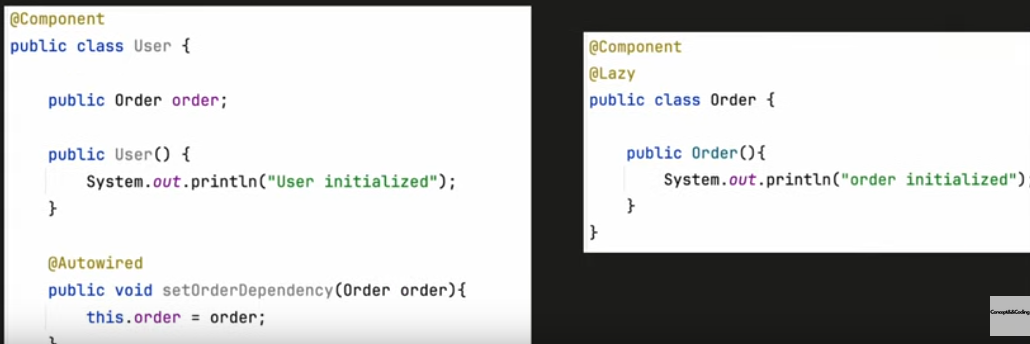 @Component
public class User {
public Order order;
public User() {
System.out.println("User initialized");
}
@Autowired
public void setOrderDependency(Order order){
this.order = order;
}
@Component
@Lazy
public class Order {
public Order(){
System.out.println("order initialized")
}
}
Concept&&Coding